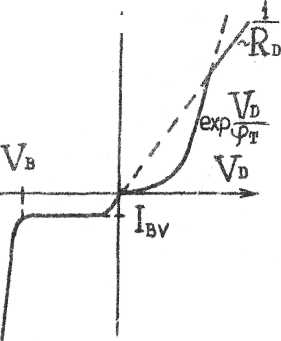 1
~R_D
exp V_D
φ_T
V_B
V_D
I_BV